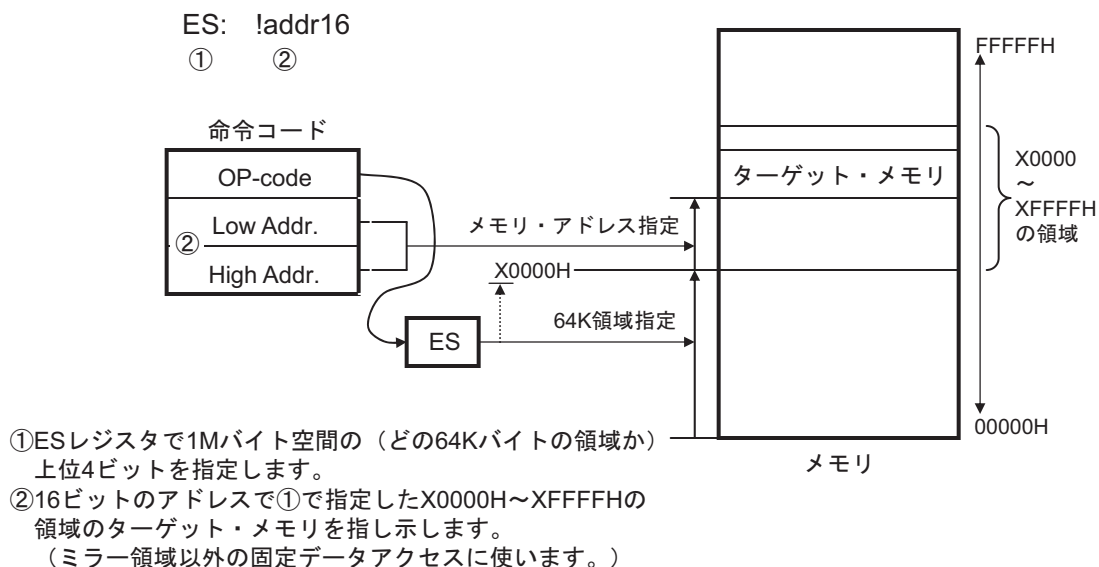 ES: !addr16
① ②
命令コード
OP-code
Low Addr.
②
High Addr.
ES
メモリ・アドレス指定
X0000H
64K領域指定
ターゲット・メモリ
メモリ
FFFFFH
X0000
～
XFFFFH
の領域
00000H
①ESレジスタで1Mバイト空間の（どの64Kバイトの領域か）
上位4ビットを指定します。
②16ビットのアドレスで①で指定したX0000H～XFFFFHの
領域のターゲット・メモリを指し示します。
（ミラー領域以外の固定データアクセスに使います。）